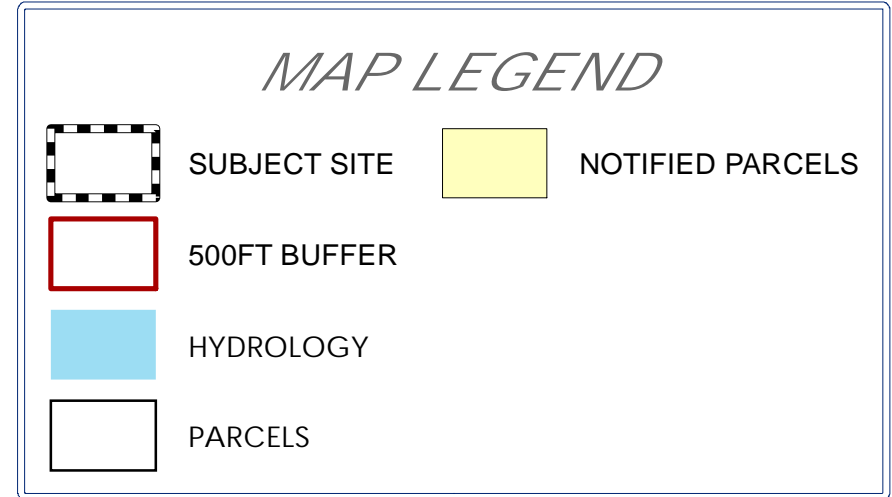 MAP LEGEND
SUBJECT SITE
NOTIFIED PARCELS
500FT BUFFER
HYDROLOGY
PARCELS